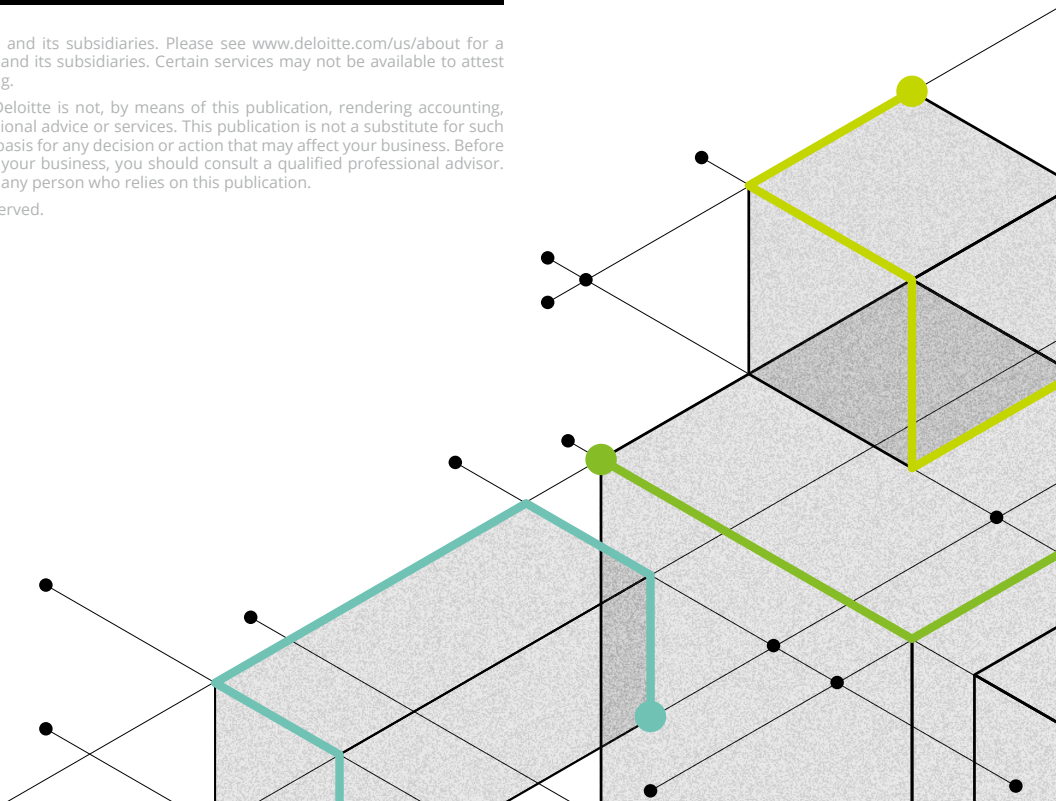 and its subsidiaries. Please see www.deloitte.com/us/about for a
and its subsidiaries. Certain services may not be available to attest
g.
Deloitte is not, by means of this publication, rendering accounting,
ional advice or services. This publication is not a substitute for such
basis for any decision or action that may affect your business. Before
your business, you should consult a qualified professional advisor.
any person who relies on this publication.
erved.